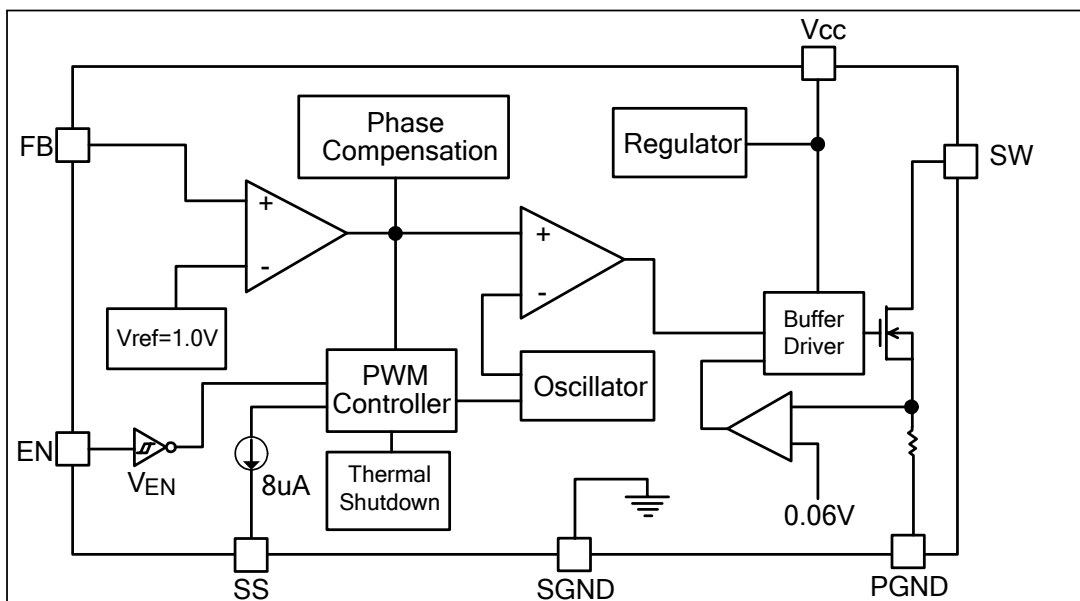 Vcc
FB
Phase
Compensation
Regulator
SW
+
-
+
-
Vref=1.0V
Buffer
Driver
PWM
Controller
Oscillator
EN
VEN
8uA
Thermal
Shutdown
0.06V
SS
SGND
PGND